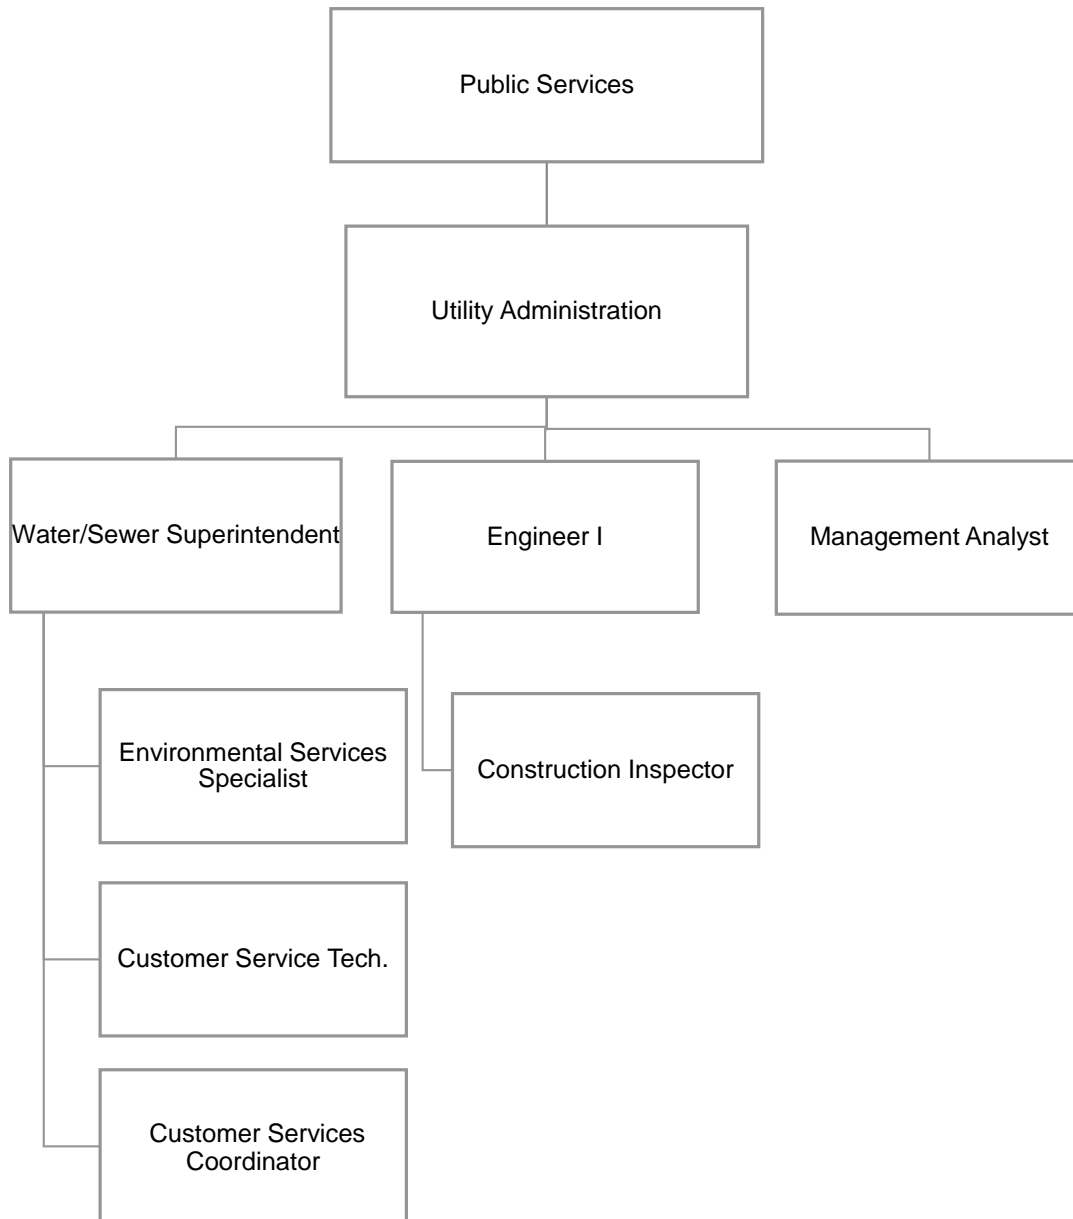 Public Services
Utility Administration
Water/Sewer Superintendent
Engineer I
Management Analyst
Environmental Services
Specialist
Construction Inspector
Customer Service Tech.
Customer Services
Coordinator